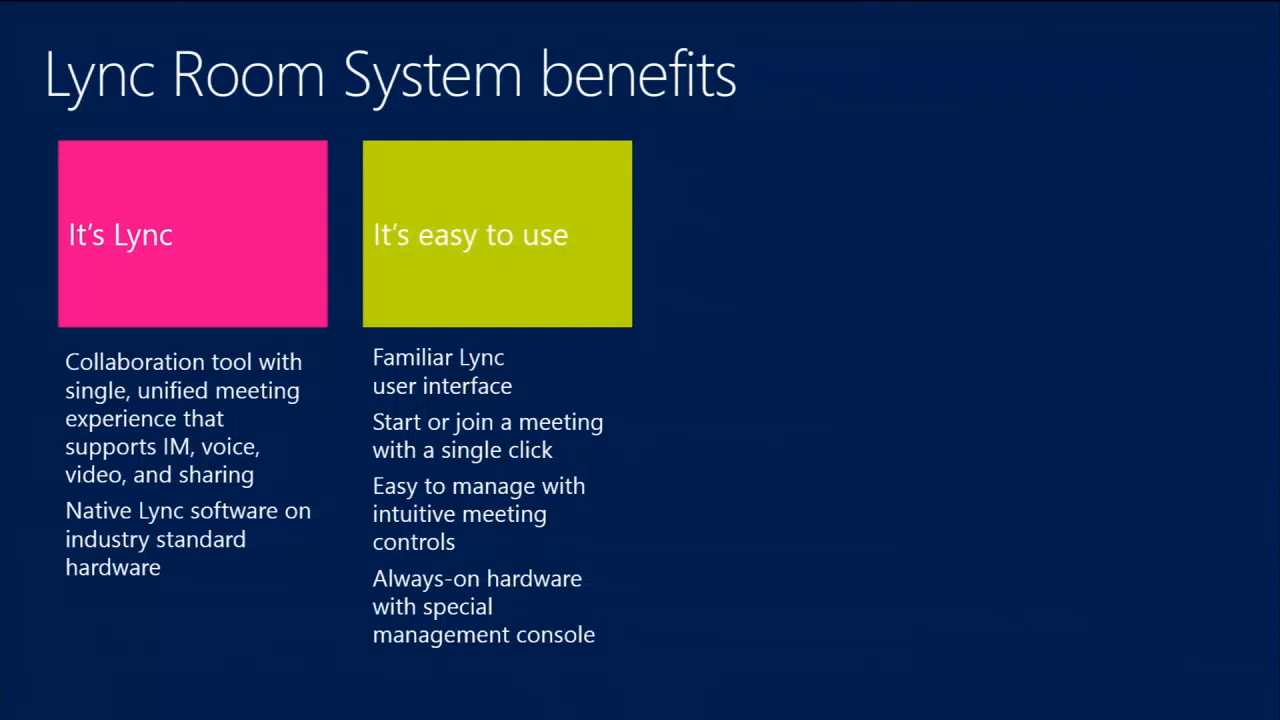 Lync Room System benefits
It‘s Lync
Collaboration tool with
single, unified meeting
experience that
supports IM, voice,
video, and sharing
Native Lync software on
industry standard
hardware
It’s easy to use
Familiar Lync
user interface
Start or join a meeting
with a single click
Easy to manage with
intuitive meeting
controls
Always-on hardware
with special
management console